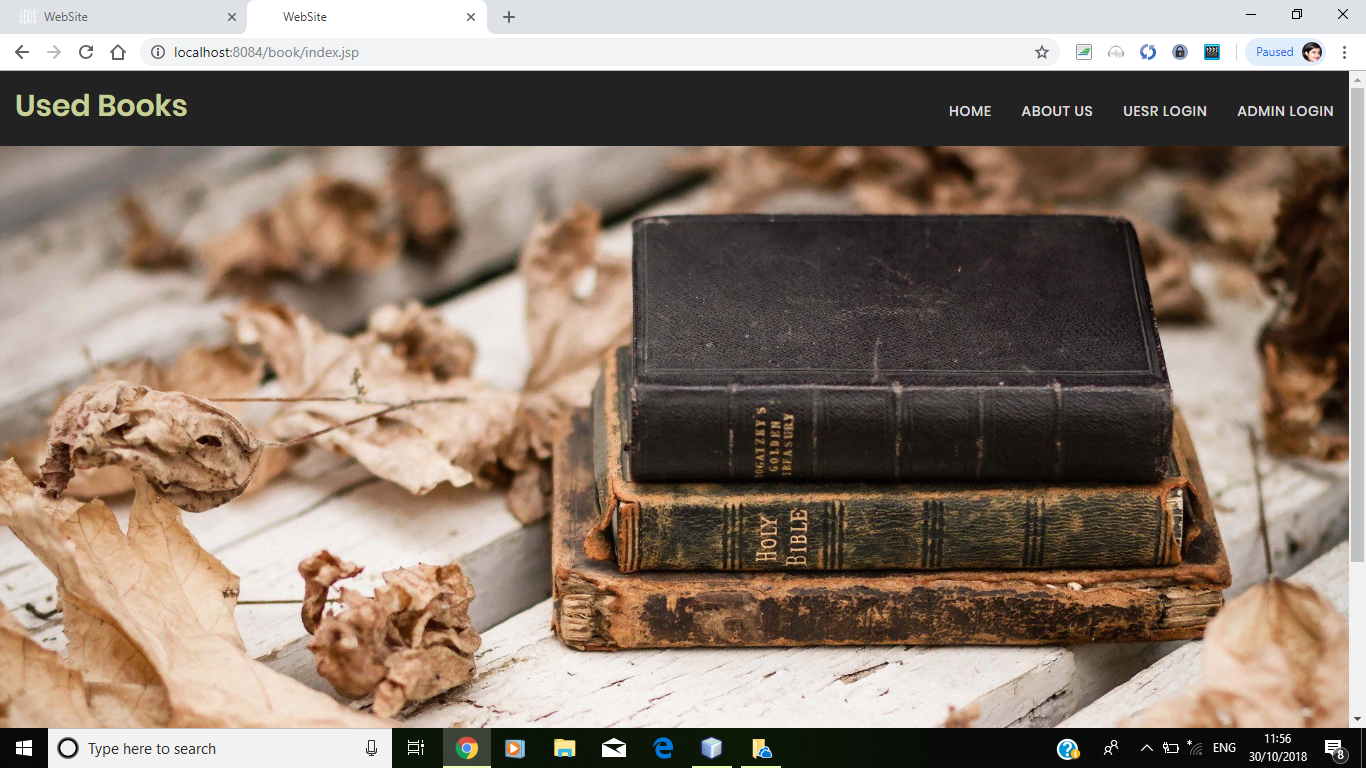 LEXIS WebSite
WebSite
localhost:8084/book/index.jsp
Paused
Used Books
HOME ABOUT US UESR LOGIN ADMIN LOGIN
GOLDEN
HOLY
BIBLE
Type here to search
ENG
11:56
30/10/2018
8